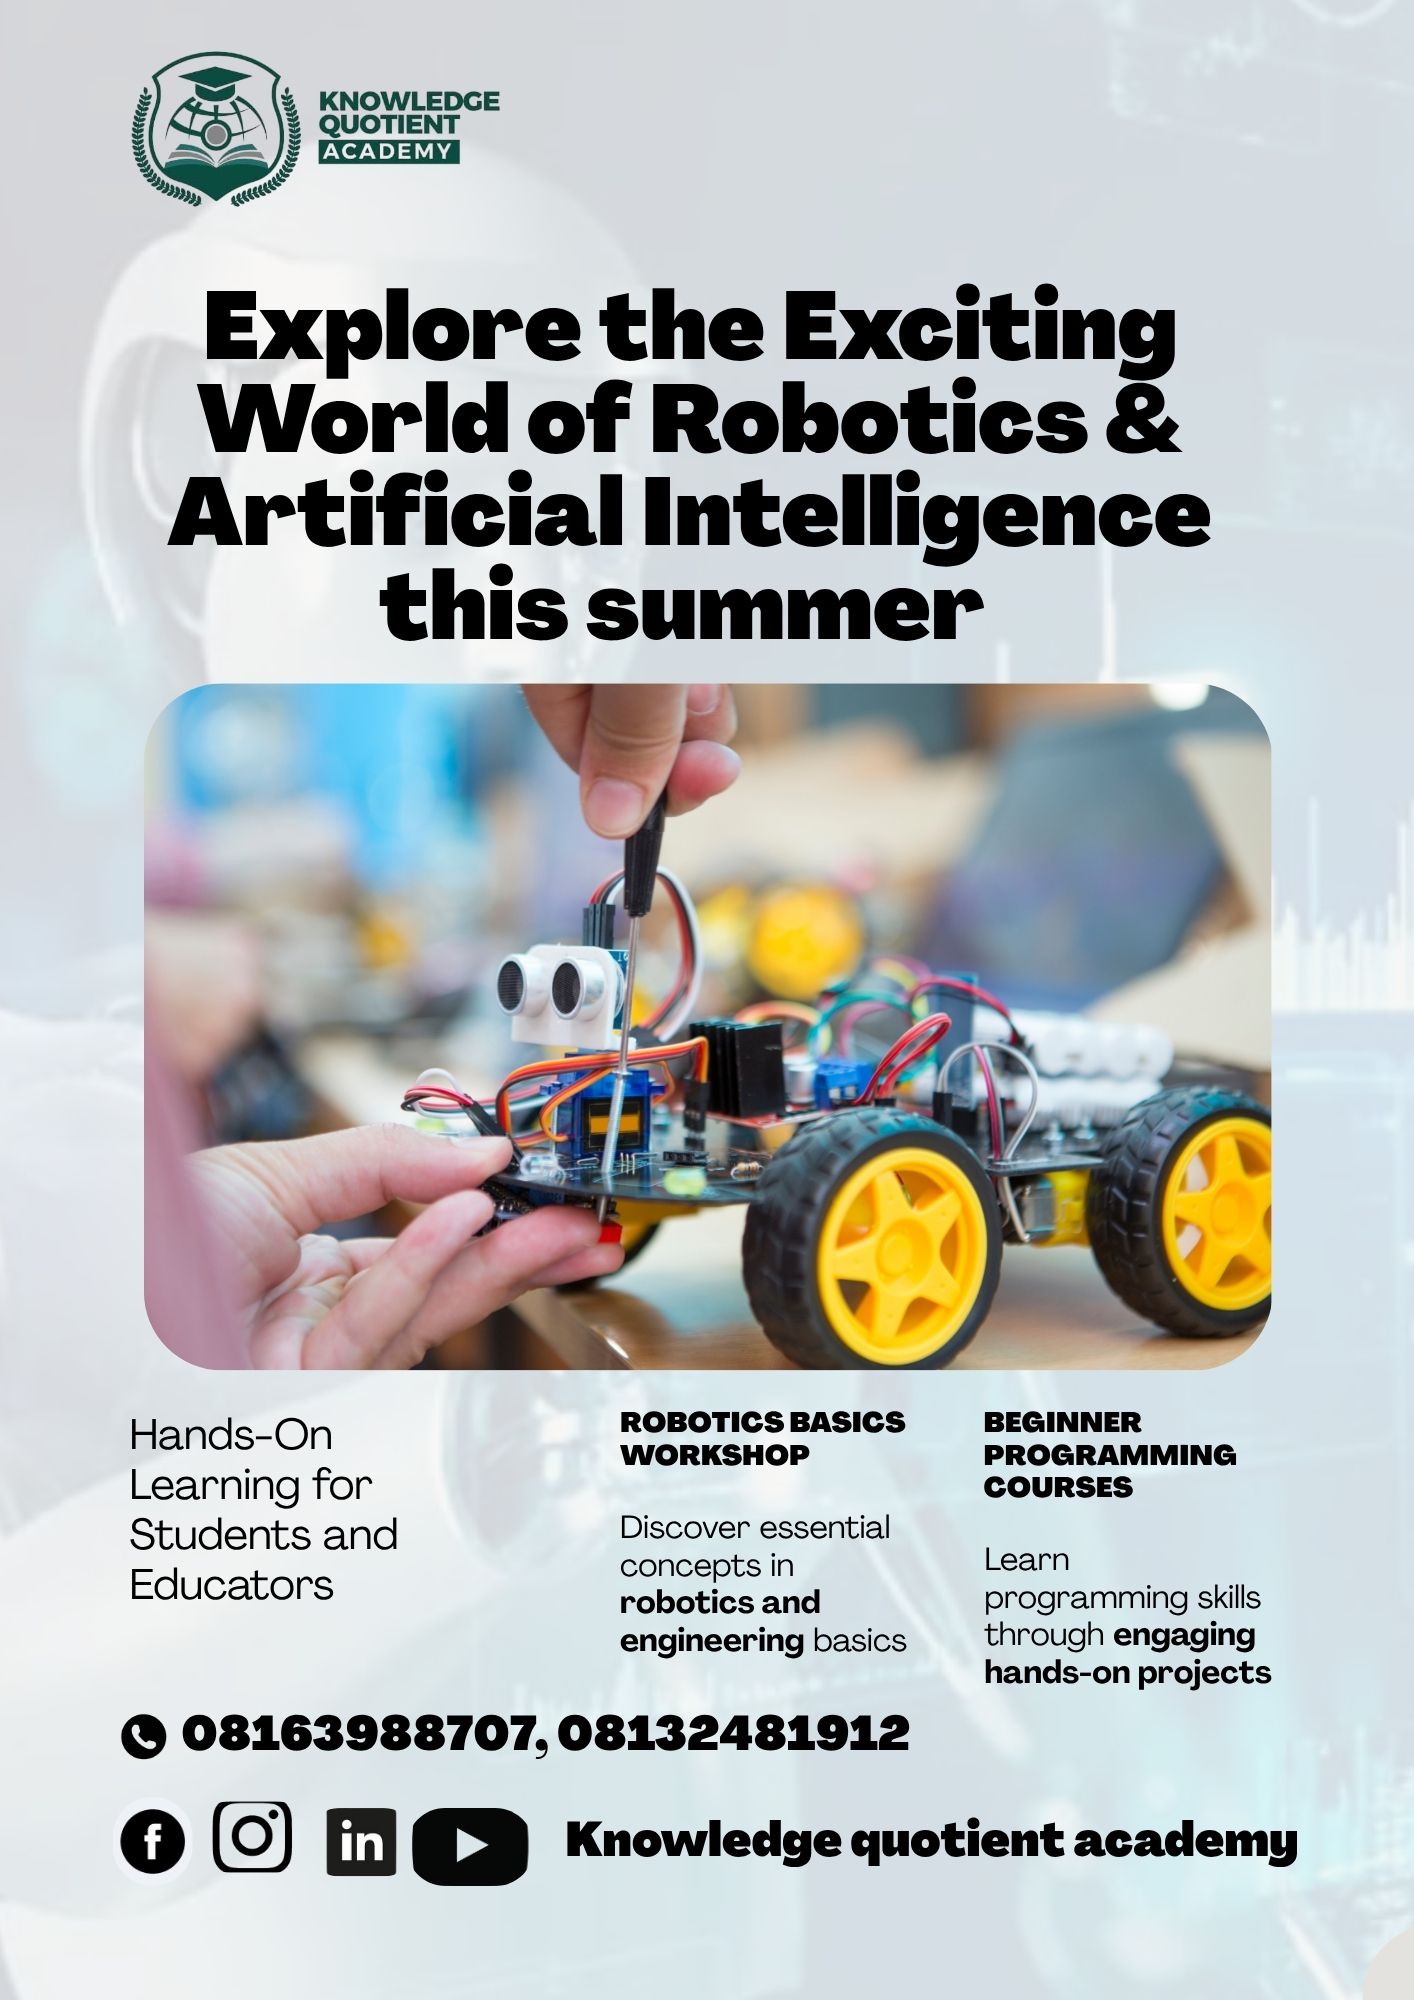 KNOWLEDGE
QUOTIENT
ACADEMY
Explore the Exciting
World of Robotics &
Artificial Intelligence
this summer
Hands-On
Learning for
Students and
Educators
ROBOTICS BASICS
WORKSHOP
Discover essential
concepts in
robotics and
engineering basics
BEGINNER
PROGRAMMING
COURSES
Learn
programming skills
through engaging
hands-on projects
08163988707, 08132481912
f
in
Knowledge quotient academy